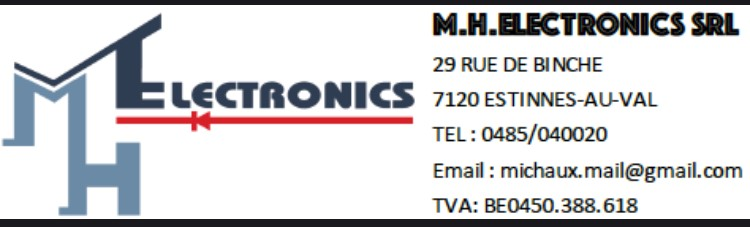 MH ELECTRONICS
M.H.ELECTRONICS SRL
29 RUE DE BINCHE
7120 ESTINNES-AU-VAL
TEL : 0485/040020
Email : michaux.mail@gmail.com
TVA: BE0450.388.618